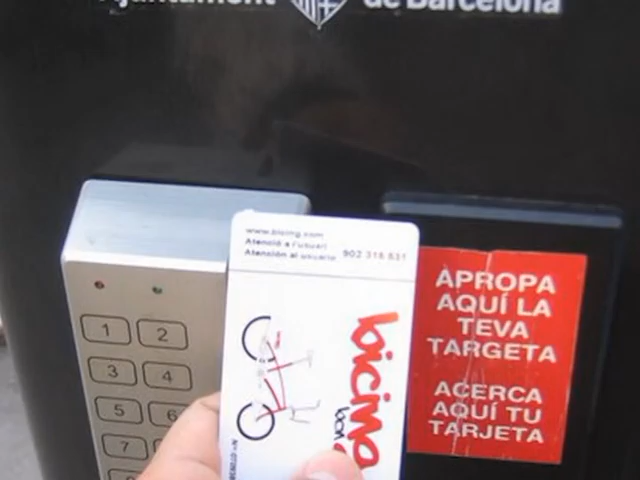 Ajuntament de Barcelona
www.bicing.com
Atenció a l'usuari
Atención al usuario 902 315 531
bicing
1 2
3 4
5 6
7
APROPA
AQUÍ LA
TEVA
TARGETA
ACERCA
AQUÍ TU
TARJETA